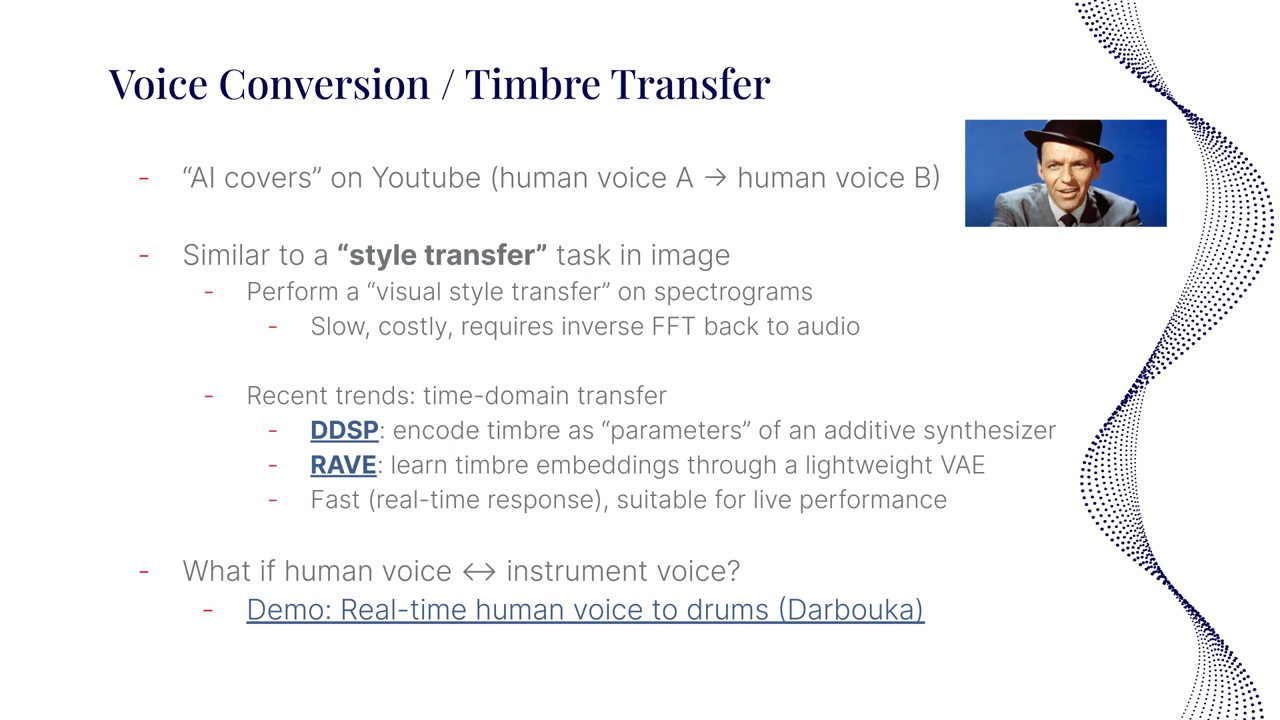 Voice Conversion / Timbre Transfer
- “AI covers” on Youtube (human voice A → human voice B)
- Similar to a “style transfer” task in image
- Perform a “visual style transfer” on spectrograms
- Slow, costly, requires inverse FFT back to audio
- Recent trends: time-domain transfer
- DDSP: encode timbre as “parameters” of an additive synthesizer
- RAVE: learn timbre embeddings through a lightweight VAE
- Fast (real-time response), suitable for live performance
- What if human voice ↔ instrument voice?
- Demo: Real-time human voice to drums (Darbouka)